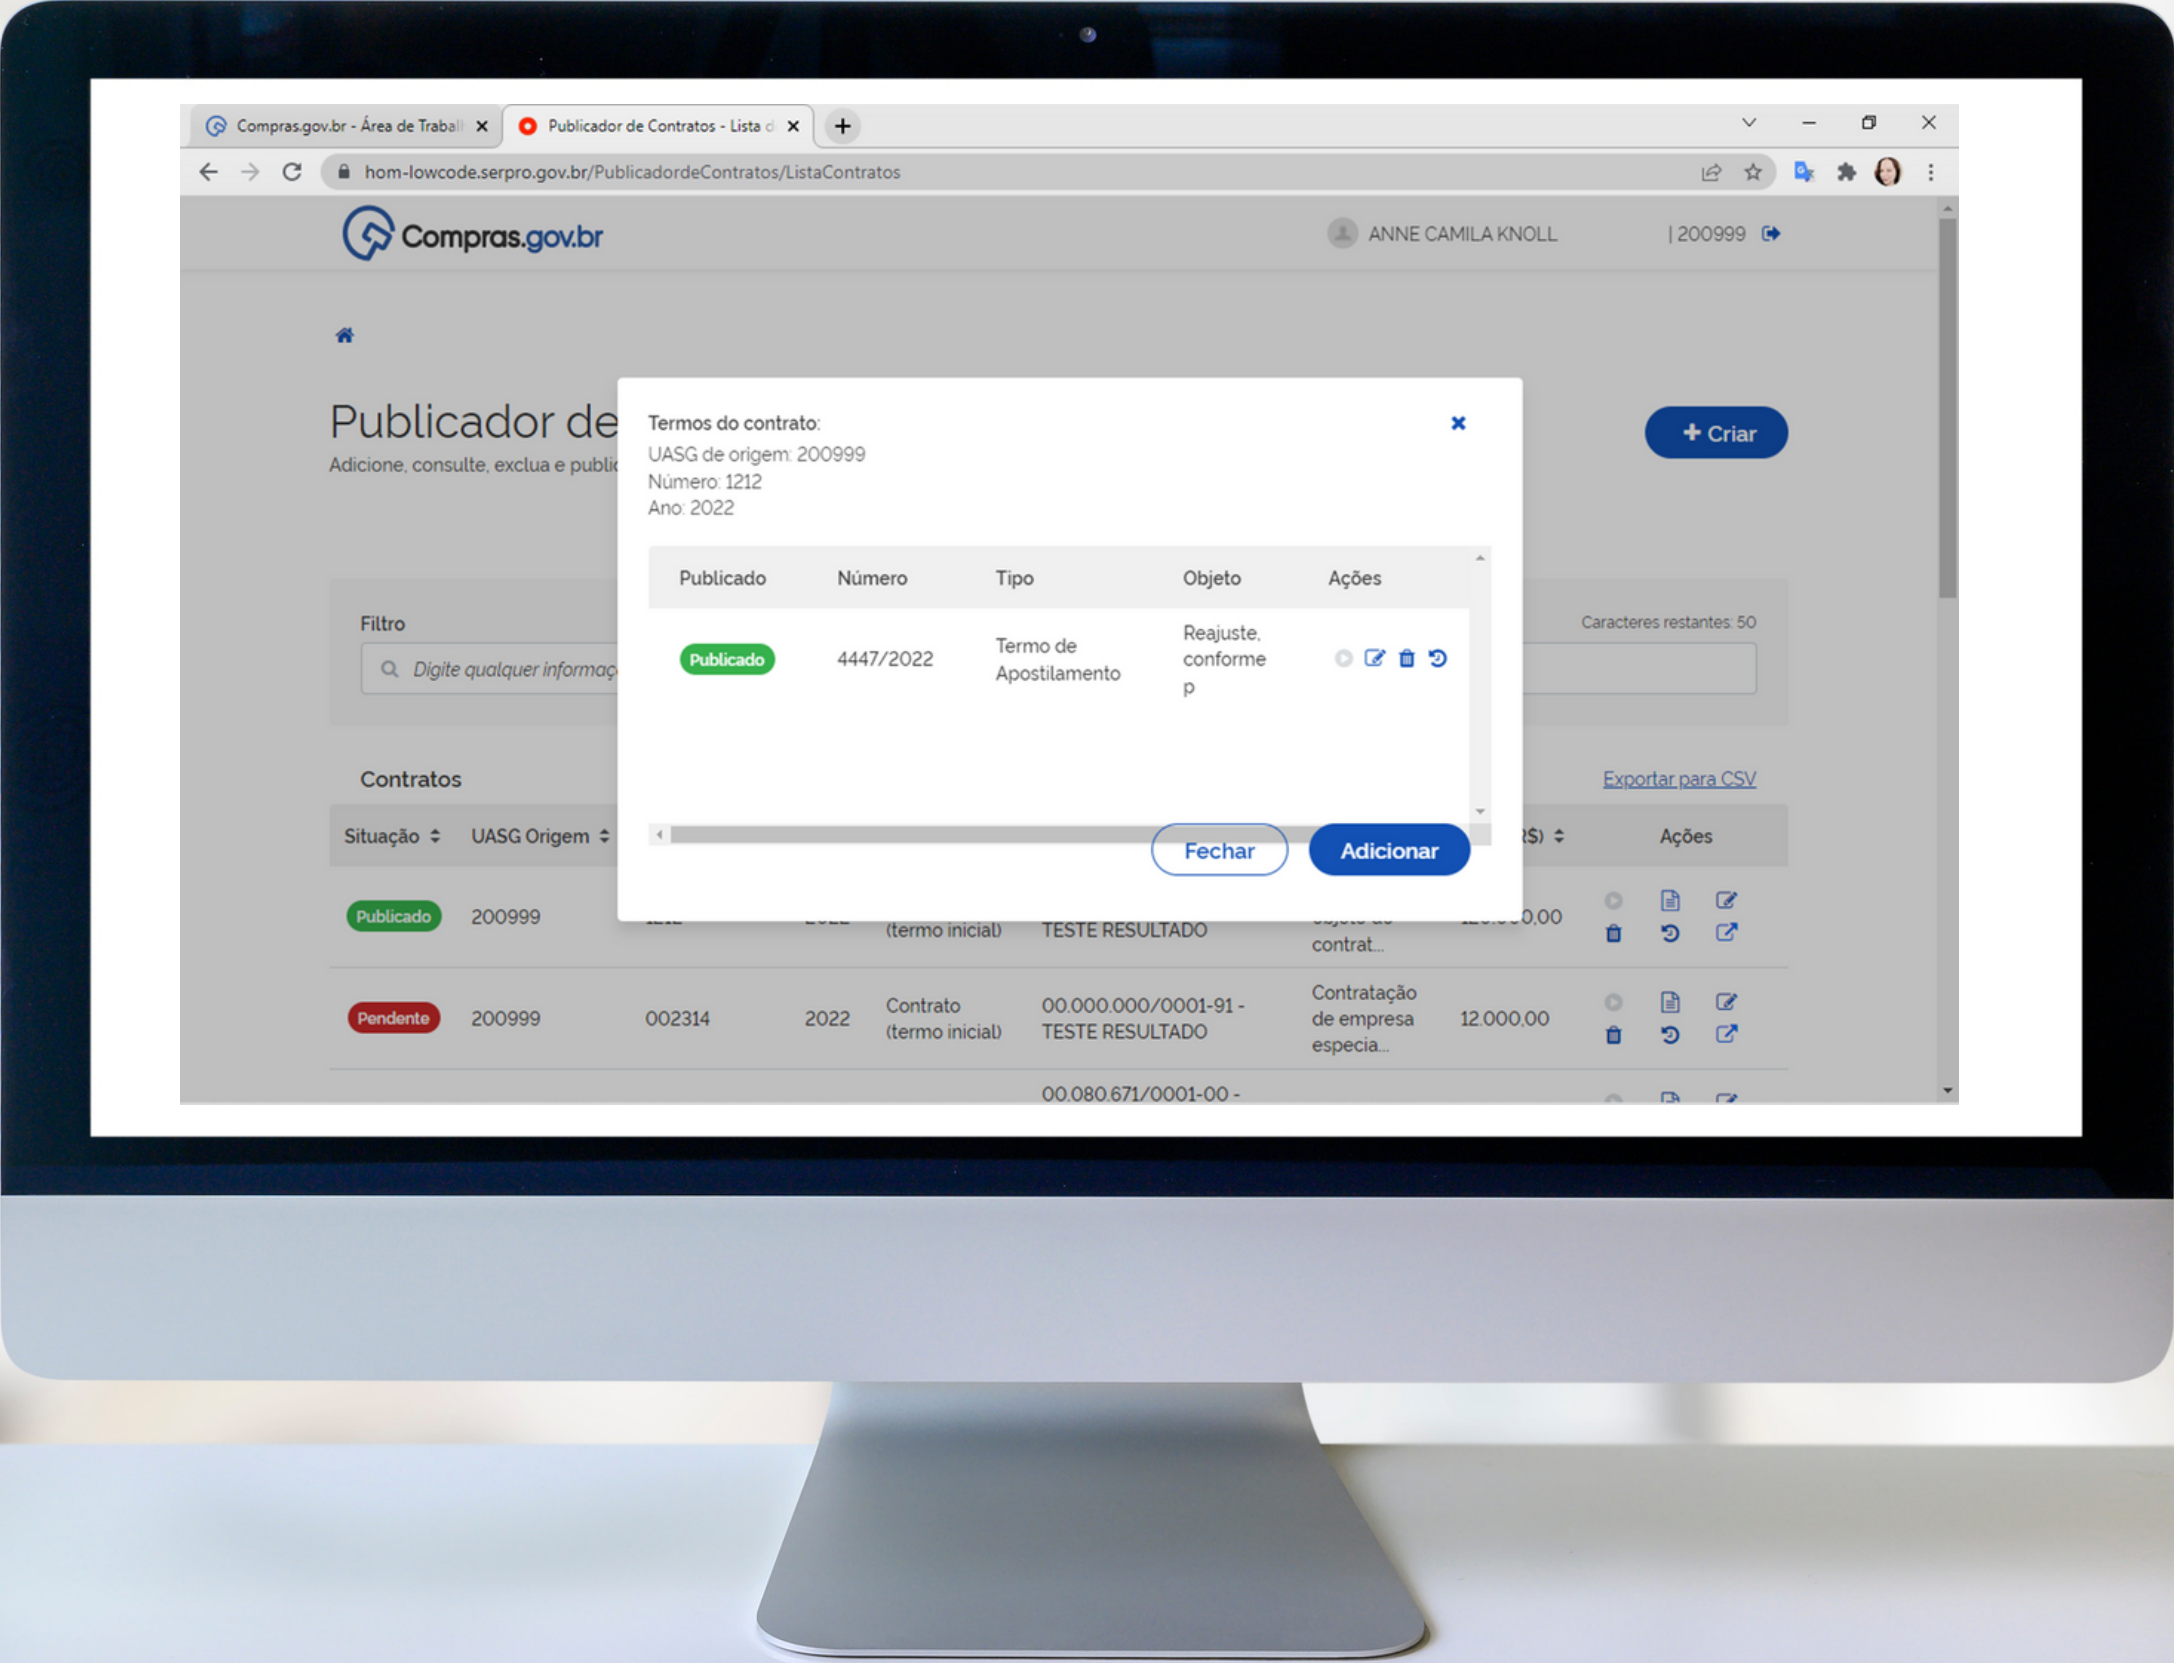 Compras.gov.br - Área de Trabal
Publicador de Contratos - Lista d
hom-lowcode.serpro.gov.br/PublicadordeContratos/ListaContratos
Compras.gov.br
ANNE CAMILA KNOLL | 200999
Publicador de
+ Criar
Adicione, consulte, exclua e public
Termos do contrato:
UASG de origem: 200999
Número: 1212
Ano: 2022
Publicado Número Tipo Objeto Ações
Publicado 4447/2022 Termo de Apostilamento Reajuste, conforme p
Fechar Adicionar
Filtro
Caracteres restantes: 50
Digite qualquer informaç
Contratos
Exportar para CSV
Situação UASG Origem R$) Ações
Publicado 200999 (termo inicial) TESTE RESULTADO contrat... 0,00
Pendente 200999 002314 2022 Contrato (termo inicial) 00.000.000/0001-91 - TESTE RESULTADO Contratação de empresa especia... 12.000,00
00.080.671/0001-00 -